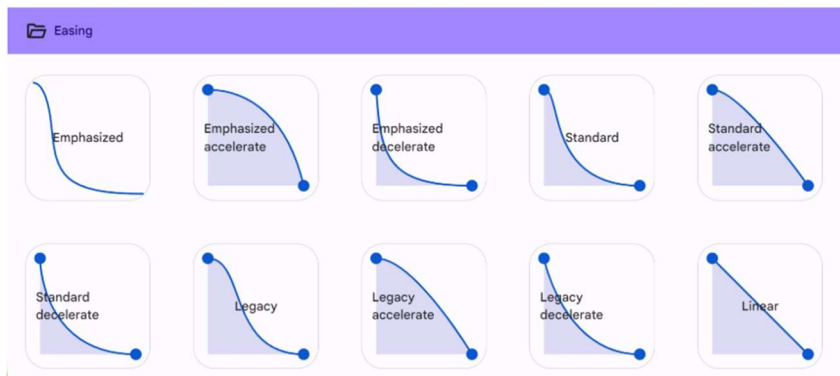 Easing
Emphasized
Emphasized
accelerate
Emphasized
decelerate
Standard
Standard
accelerate
Standard
decelerate
Legacy
Legacy
accelerate
Legacy
decelerate
Linear